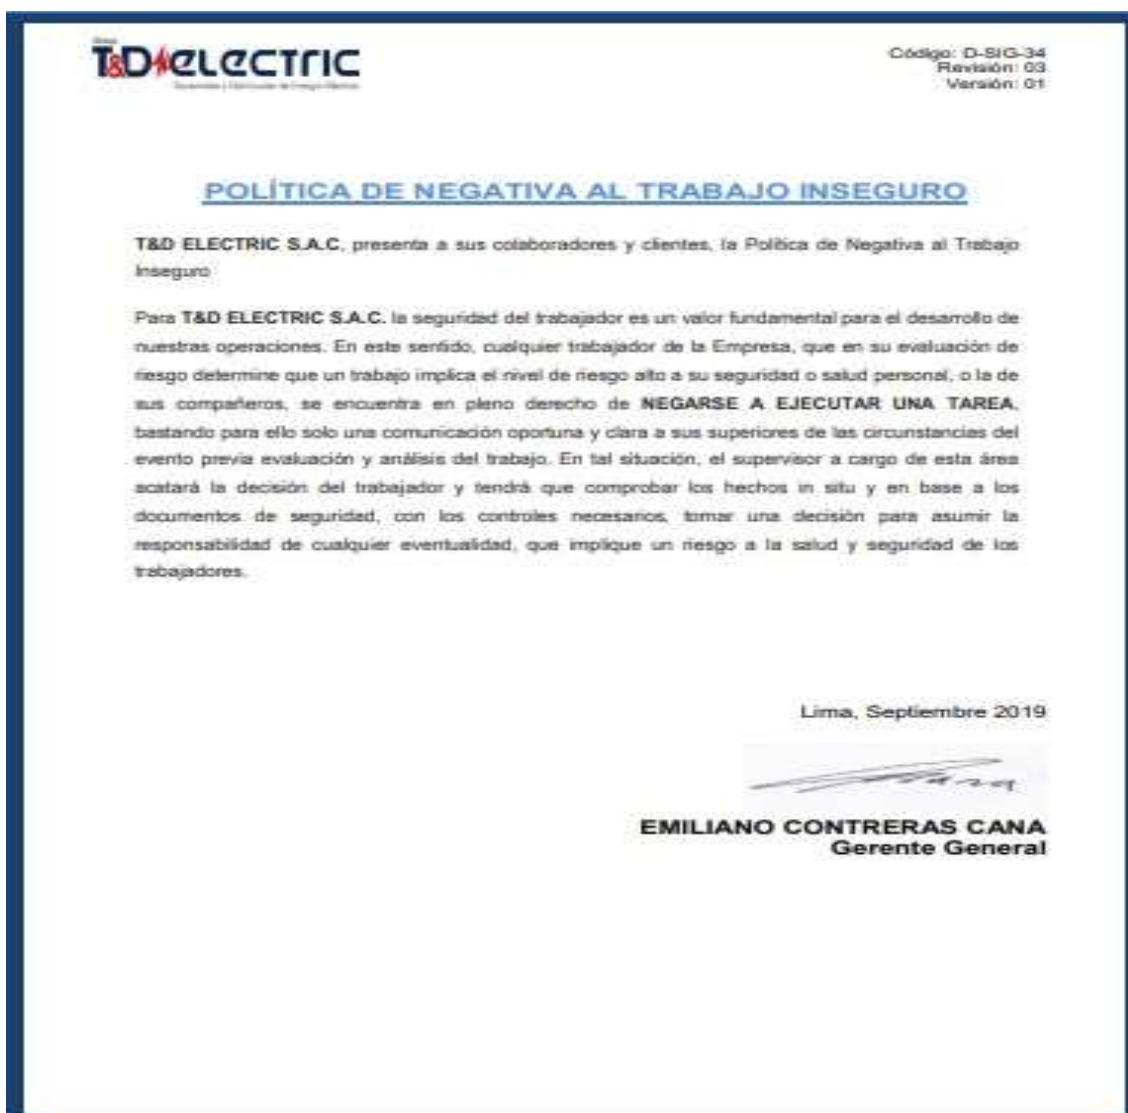 T&D ELECTRIC
Código: D-SIG-34
Revisión: 03
Versión: 01
POLÍTICA DE NEGATIVA AL TRABAJO INSEGURO
T&D ELECTRIC S.A.C, presenta a sus colaboradores y clientes, la Política de Negativa al Trabajo
Inseguro
Para T&D ELECTRIC S.A.C. la seguridad del trabajador es un valor fundamental para el desarrollo de
nuestras operaciones. En este sentido, cualquier trabajador de la Empresa, que en su evaluación de
riesgo determine que un trabajo implica el nivel de riesgo alto a su seguridad o salud personal, o la de
sus compañeros, se encuentra en pleno derecho de NEGARSE A EJECUTAR UNA TAREA,
bastando para ello solo una comunicación oportuna y clara a sus superiores de las circunstancias del
evento previa evaluación y análisis del trabajo. En tal situación, el supervisor a cargo de esta área
acatará la decisión del trabajador y tendrá que comprobar los hechos in situ y en base a los
documentos de seguridad, con los controles necesarios, tomar una decisión para asumir la
responsabilidad de cualquier eventualidad, que implique un riesgo a la salud y seguridad de los
trabajadores.
Lima, Septiembre 2019
EMILIANO CONTRERAS CANA
Gerente General